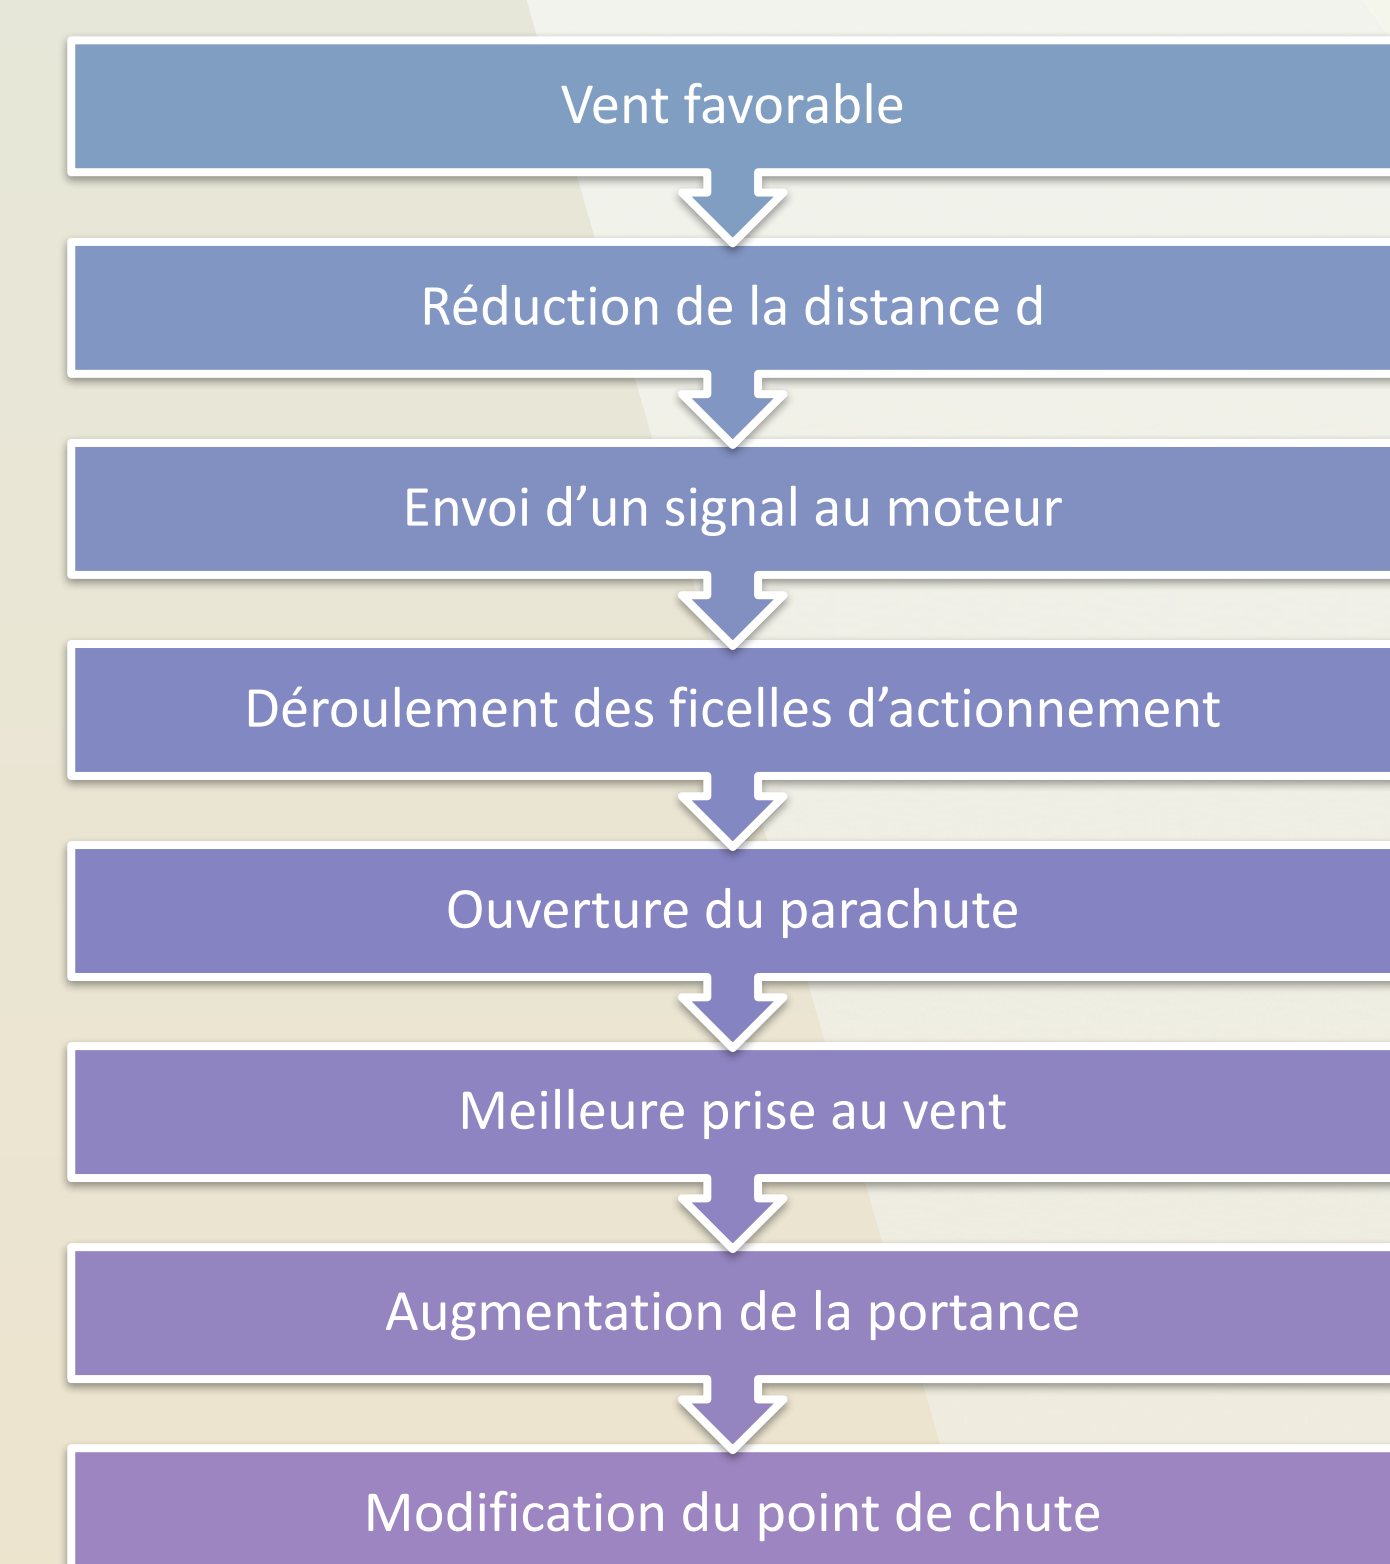 Vent favorable
Réduction de la distance d
Envoi d’un signal au moteur
Déroulement des ficelles d’actionnement
Ouverture du parachute
Meilleure prise au vent
Augmentation de la portance
Modification du point de chute